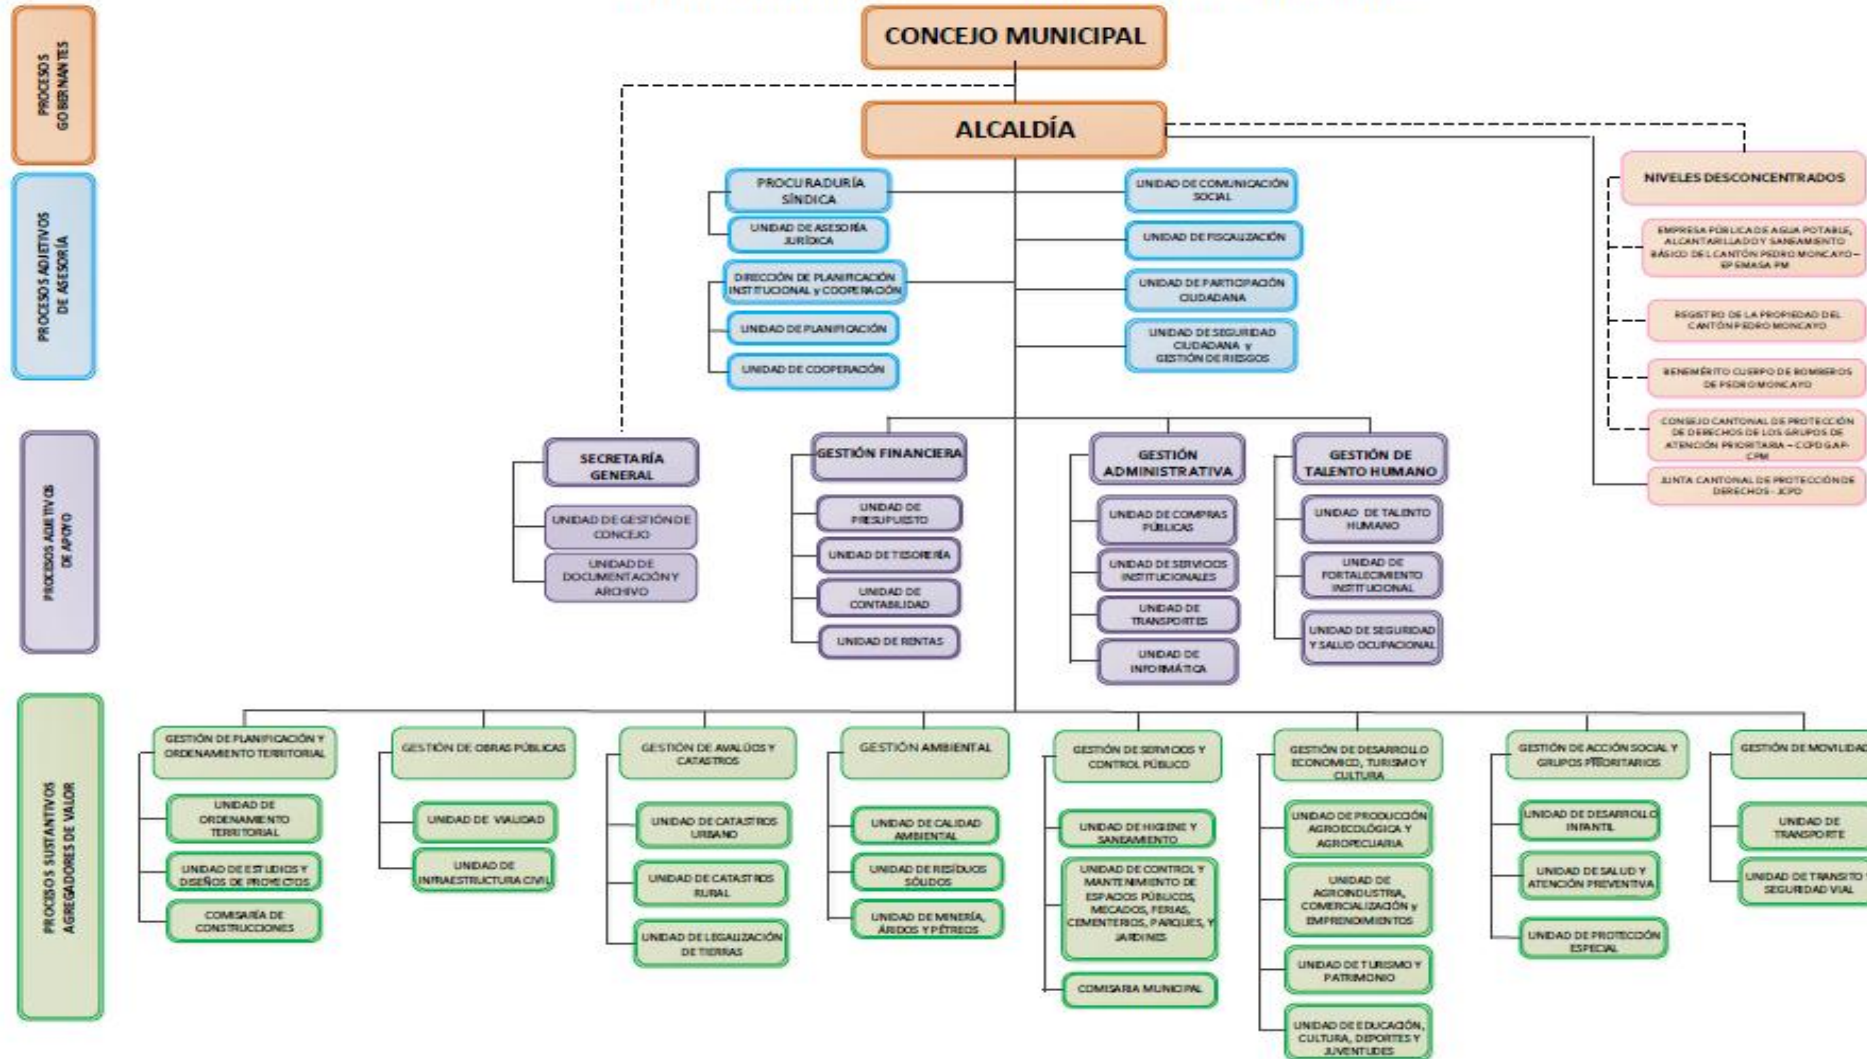 PROCESOS
GOBERNANTES
CONCEJO MUNICIPAL
ALCALDÍA
PROCESOS ADJETIVOS
DE ASESORÍA
PROCURADURÍA
SÍNDICA
UNIDAD DE ASESORÍA
JURÍDICA
DIRECCIÓN DE PLANIFICACIÓN
INSTITUCIONAL y COOPERACIÓN
UNIDAD DE PLANIFICACIÓN
UNIDAD DE COOPERACIÓN
UNIDAD DE COMUNICACIÓN
SOCIAL
UNIDAD DE FISCALIZACIÓN
UNIDAD DE PARTICIPACIÓN
CIUDADANA
UNIDAD DE SEGURIDAD
CIUDADANA y
GESTIÓN DE RIESGOS
NIVELES DESCONCENTRADOS
EMPRESA PÚBLICA DE AGUA POTABLE,
ALCANTARILLADO Y SANEAMIENTO
BÁSICO DEL CANTÓN PEDRO MONCAYO –
EP EMASA PM
REGISTRO DE LA PROPIEDAD DEL
CANTÓN PEDRO MONCAYO
BENEMÉRITO CUERPO DE BOMBEROS
DE PEDRO MONCAYO
CONSEJO CANTONAL DE PROTECCIÓN
DE DERECHOS DE LOS GRUPOS DE
ATENCIÓN PRIORITARIA – CCPDGAP-
CPM
JUNTA CANTONAL DE PROTECCIÓN DE
DERECHOS - JCPD
PROCESOS ADJETIVOS
DE APOYO
SECRETARÍA
GENERAL
UNIDAD DE GESTIÓN DE
CONCEJO
UNIDAD DE
DOCUMENTACIÓN Y
ARCHIVO
GESTIÓN FINANCIERA
UNIDAD DE
PRESUPUESTO
UNIDAD DE TESORERÍA
UNIDAD DE
CONTABILIDAD
UNIDAD DE RENTAS
GESTIÓN
ADMINISTRATIVA
UNIDAD DE COMPRAS
PÚBLICAS
UNIDAD DE SERVICIOS
INSTITUCIONALES
UNIDAD DE
TRANSPORTES
UNIDAD DE
INFORMÁTICA
GESTIÓN DE
TALENTO HUMANO
UNIDAD DE TALENTO
HUMANO
UNIDAD DE
FORTALECIMIENTO
INSTITUCIONAL
UNIDAD DE SEGURIDAD
Y SALUD OCUPACIONAL
PROCESOS SUSTANTIVOS
AGREGADORES DE VALOR
GESTIÓN DE PLANIFICACIÓN Y
ORDENAMIENTO TERRITORIAL
UNIDAD DE
ORDENAMIENTO
TERRITORIAL
UNIDAD DE ESTUDIOS Y
DISEÑOS DE PROYECTOS
COMISARÍA DE
CONSTRUCCIONES
GESTIÓN DE OBRAS PÚBLICAS
UNIDAD DE VIALIDAD
UNIDAD DE
INFRAESTRUCTURA CIVIL
GESTIÓN DE AVALÚOS Y
CATASTROS
UNIDAD DE CATASTROS
URBANO
UNIDAD DE CATASTROS
RURAL
UNIDAD DE LEGALIZACIÓN
DE TIERRAS
GESTIÓN AMBIENTAL
UNIDAD DE CALIDAD
AMBIENTAL
UNIDAD DE RESÍDUOS
SÓLIDOS
UNIDAD DE MINERÍA,
ÁRIDOS Y PÉTREOS
GESTIÓN DE SERVICIOS Y
CONTROL PÚBLICO
UNIDAD DE HIGIENE Y
SANEAMIENTO
UNIDAD DE CONTROL Y
MANTENIMIENTO DE
ESPACIOS PÚBLICOS,
MECADOS, FERIAS,
CEMENTERIOS, PARQUES, Y
JARDINES
COMISARIA MUNICIPAL
GESTIÓN DE DESARROLLO
ECONOMICO, TURISMO Y
CULTURA
UNIDAD DE PRODUCCIÓN
AGROECOLÓGICA Y
AGROPECUARIA
UNIDAD DE
AGROINDUSTRIA,
COMERCIALIZACIÓN y
EMPRENDIMIENTOS
UNIDAD DE TURISMO Y
PATRIMONIO
UNIDAD DE EDUCACIÓN,
CULTURA, DEPORTES Y
JUVENTUDES
GESTIÓN DE ACCIÓN SOCIAL Y
GRUPOS PRIORITARIOS
UNIDAD DE DESARROLLO
INFANTIL
UNIDAD DE SALUD Y
ATENCIÓN PREVENTIVA
UNIDAD DE PROTECCIÓN
ESPECIAL
GESTIÓN DE MOVILIDAD
UNIDAD DE
TRANSPORTE
UNIDAD DE TRANSITO Y
SEGURIDAD VIAL